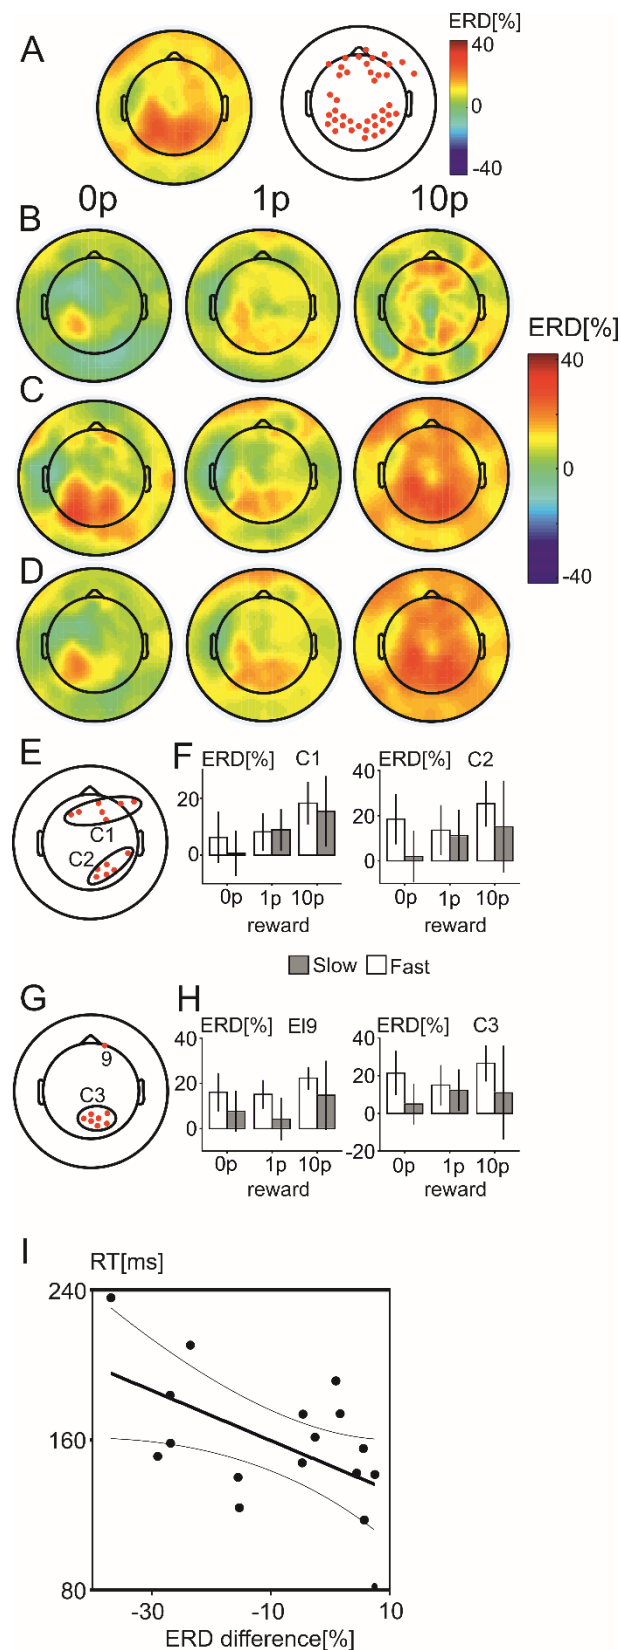 A
ERD[%]
40
0
-40
0p 1p 10p
B
ERD[%]
40
0
-40
C
D
E
C1
C2
F
ERD[%] C1
20
0
0p 1p 10p
reward
ERD[%] C2
40
20
0
0p 1p 10p
reward
Slow Fast
G
9
C3
H
ERD[%] El9
40
20
0
0p 1p 10p
reward
ERD[%] C3
40
20
0
-20
0p 1p 10p
reward
I
RT[ms]
240
160
80
-30 -10 10
ERD difference[%]